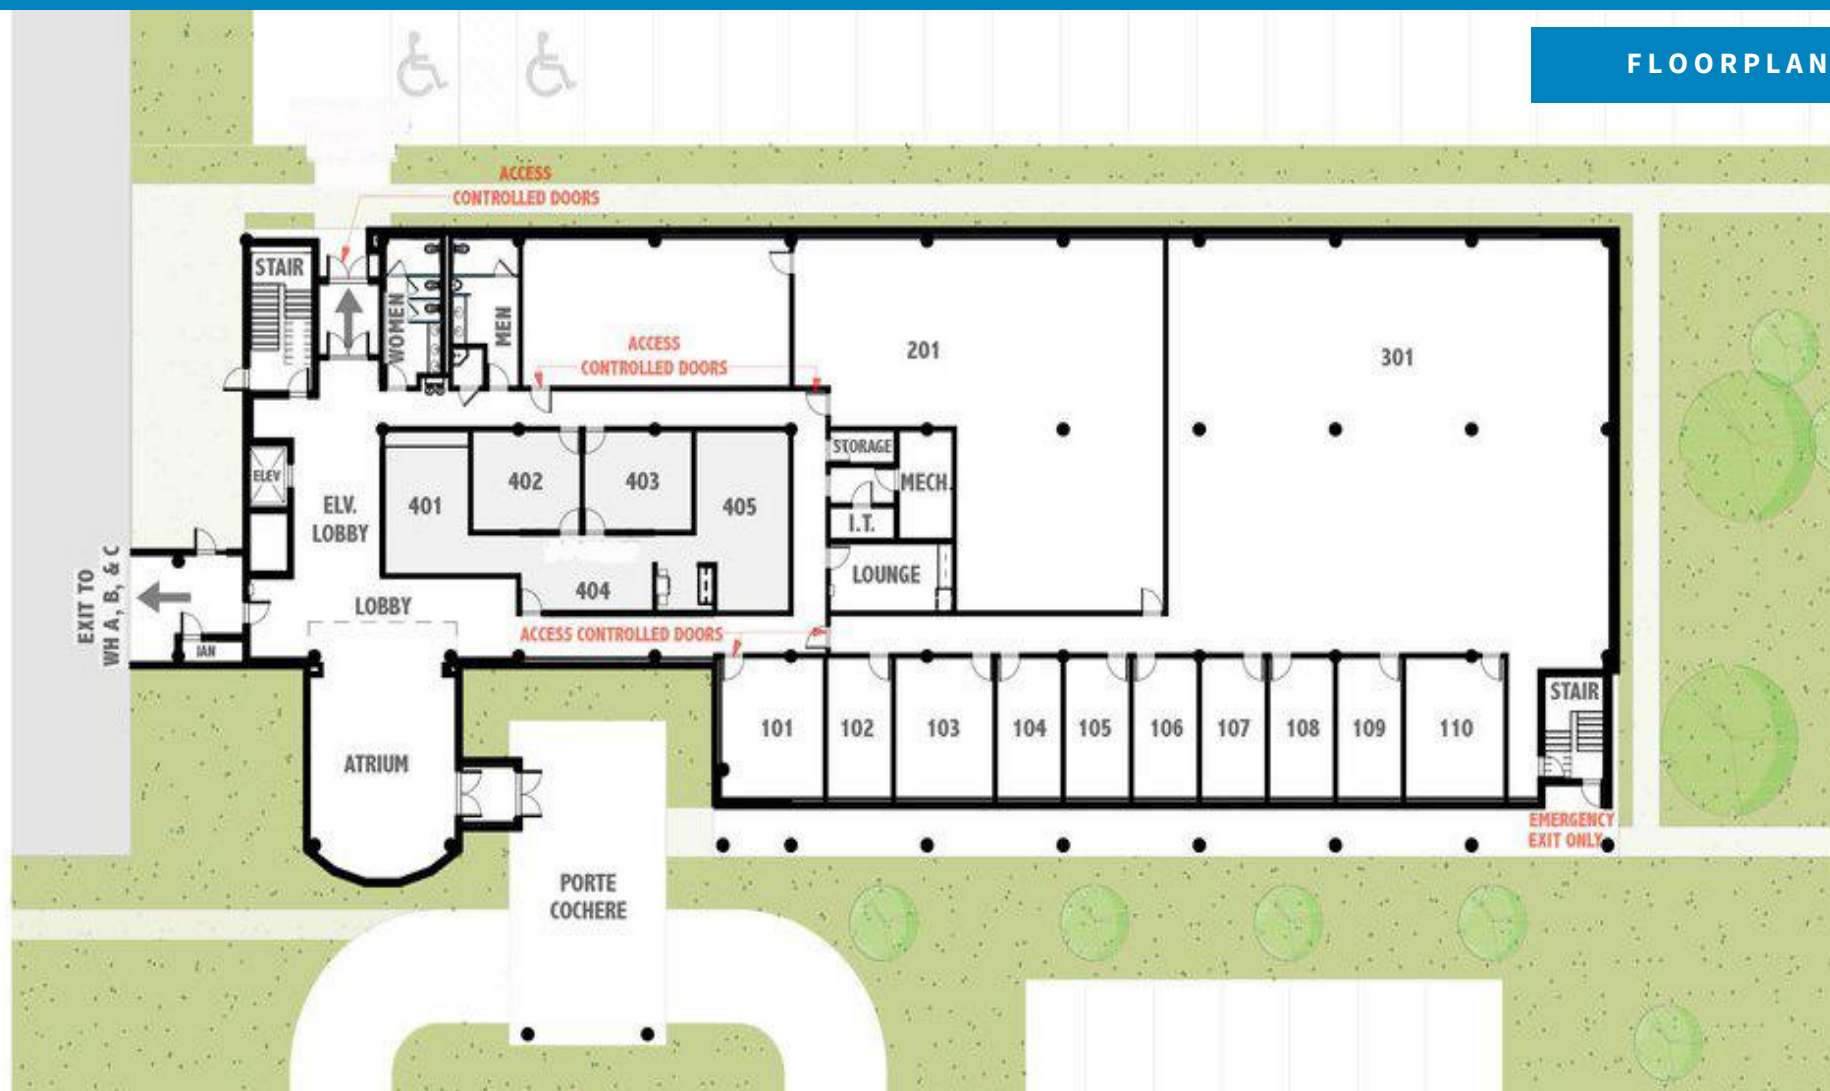 FLOORPLAN
ACCESS
CONTROLLED DOORS
STAIR
WOMEN
MEN
ACCESS
CONTROLLED DOORS
201
301
STORAGE
MECH.
ELEV
ELV.
LOBBY
401
402
403
405
I.T.
LOUNGE
404
EXIT TO
WH A, B, & C
LOBBY
ACCESS CONTROLLED DOORS
JAN
STAIR
101
102
103
104
105
106
107
108
109
110
ATRIUM
EMERGENCY
EXIT ONLY
PORTE
COCHERE